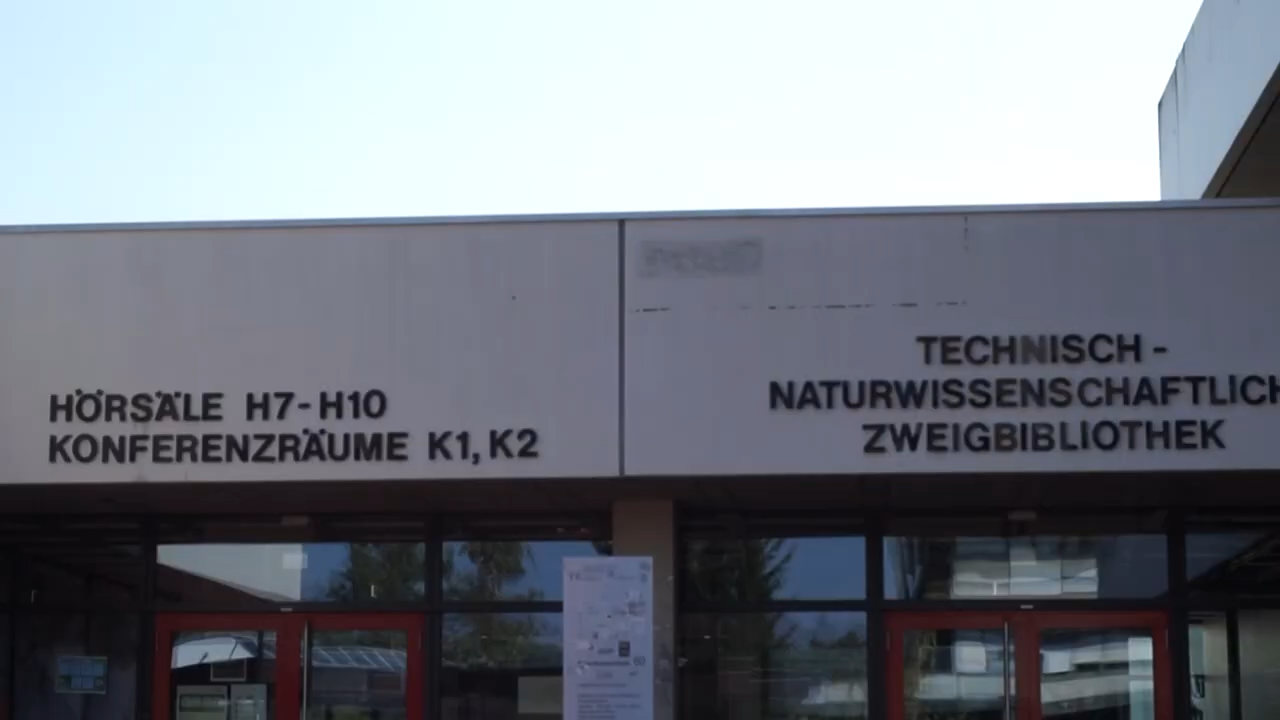 HÖRSÄLE H7-H10
KONFERENZRÄUME K1, K2
TECHNISCH -
NATURWISSENSCHAFTLICH
ZWEIGBIBLIOTHEK